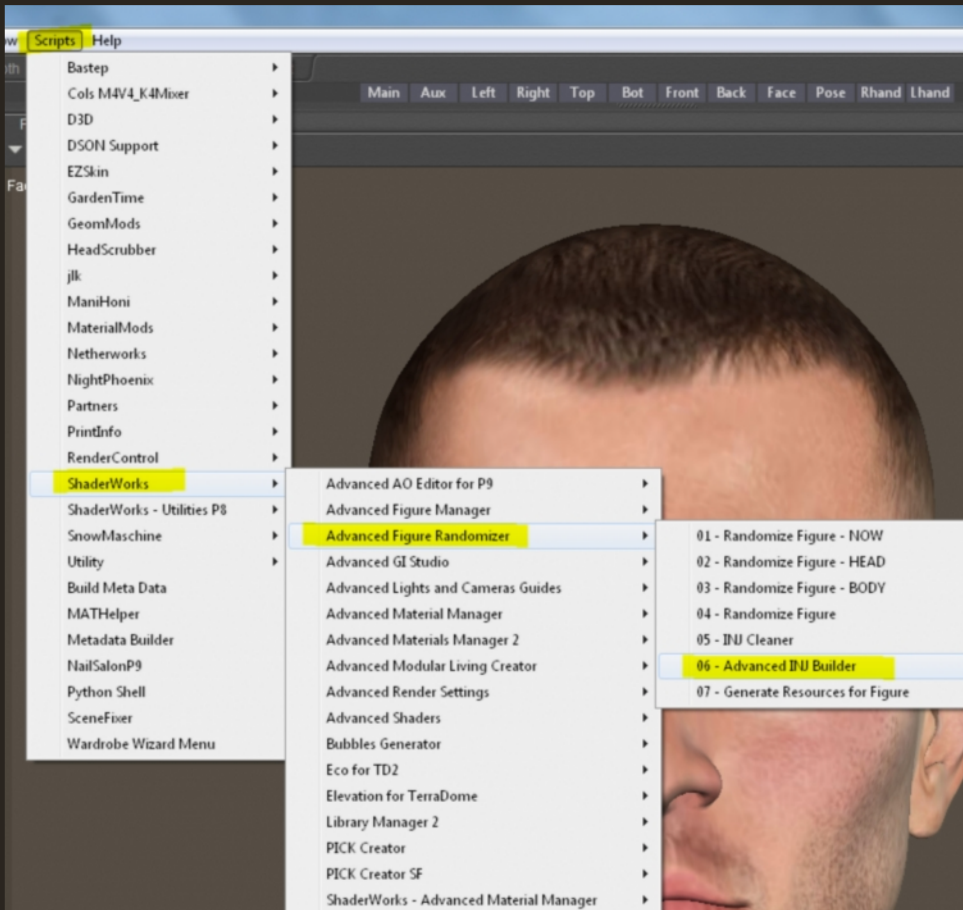 ow Scripts Help
oth
Main Aux Left Right Top Bot Front Back Face Pose Rhand Lhand
F
Fa
Bastep
Cols M4V4_K4Mixer
D3D
DSON Support
EZSkin
GardenTime
GeomMods
HeadScrubber
jlk
ManiHoni
MaterialMods
Netherworks
NightPhoenix
Partners
PrintInfo
RenderControl
ShaderWorks
ShaderWorks - Utilities P8
SnowMaschine
Utility
Build Meta Data
MATHelper
Metadata Builder
NailSalonP9
Python Shell
SceneFixer
Wardrobe Wizard Menu
Advanced AO Editor for P9
Advanced Figure Manager
Advanced Figure Randomizer
Advanced GI Studio
Advanced Lights and Cameras Guides
Advanced Material Manager
Advanced Materials Manager 2
Advanced Modular Living Creator
Advanced Render Settings
Advanced Shaders
Bubbles Generator
Eco for TD2
Elevation for TerraDome
Library Manager 2
PICK Creator
PICK Creator SF
ShaderWorks - Advanced Material Manager
01 - Randomize Figure - NOW
02 - Randomize Figure - HEAD
03 - Randomize Figure - BODY
04 - Randomize Figure
05 - INJ Cleaner
06 - Advanced INJ Builder
07 - Generate Resources for Figure